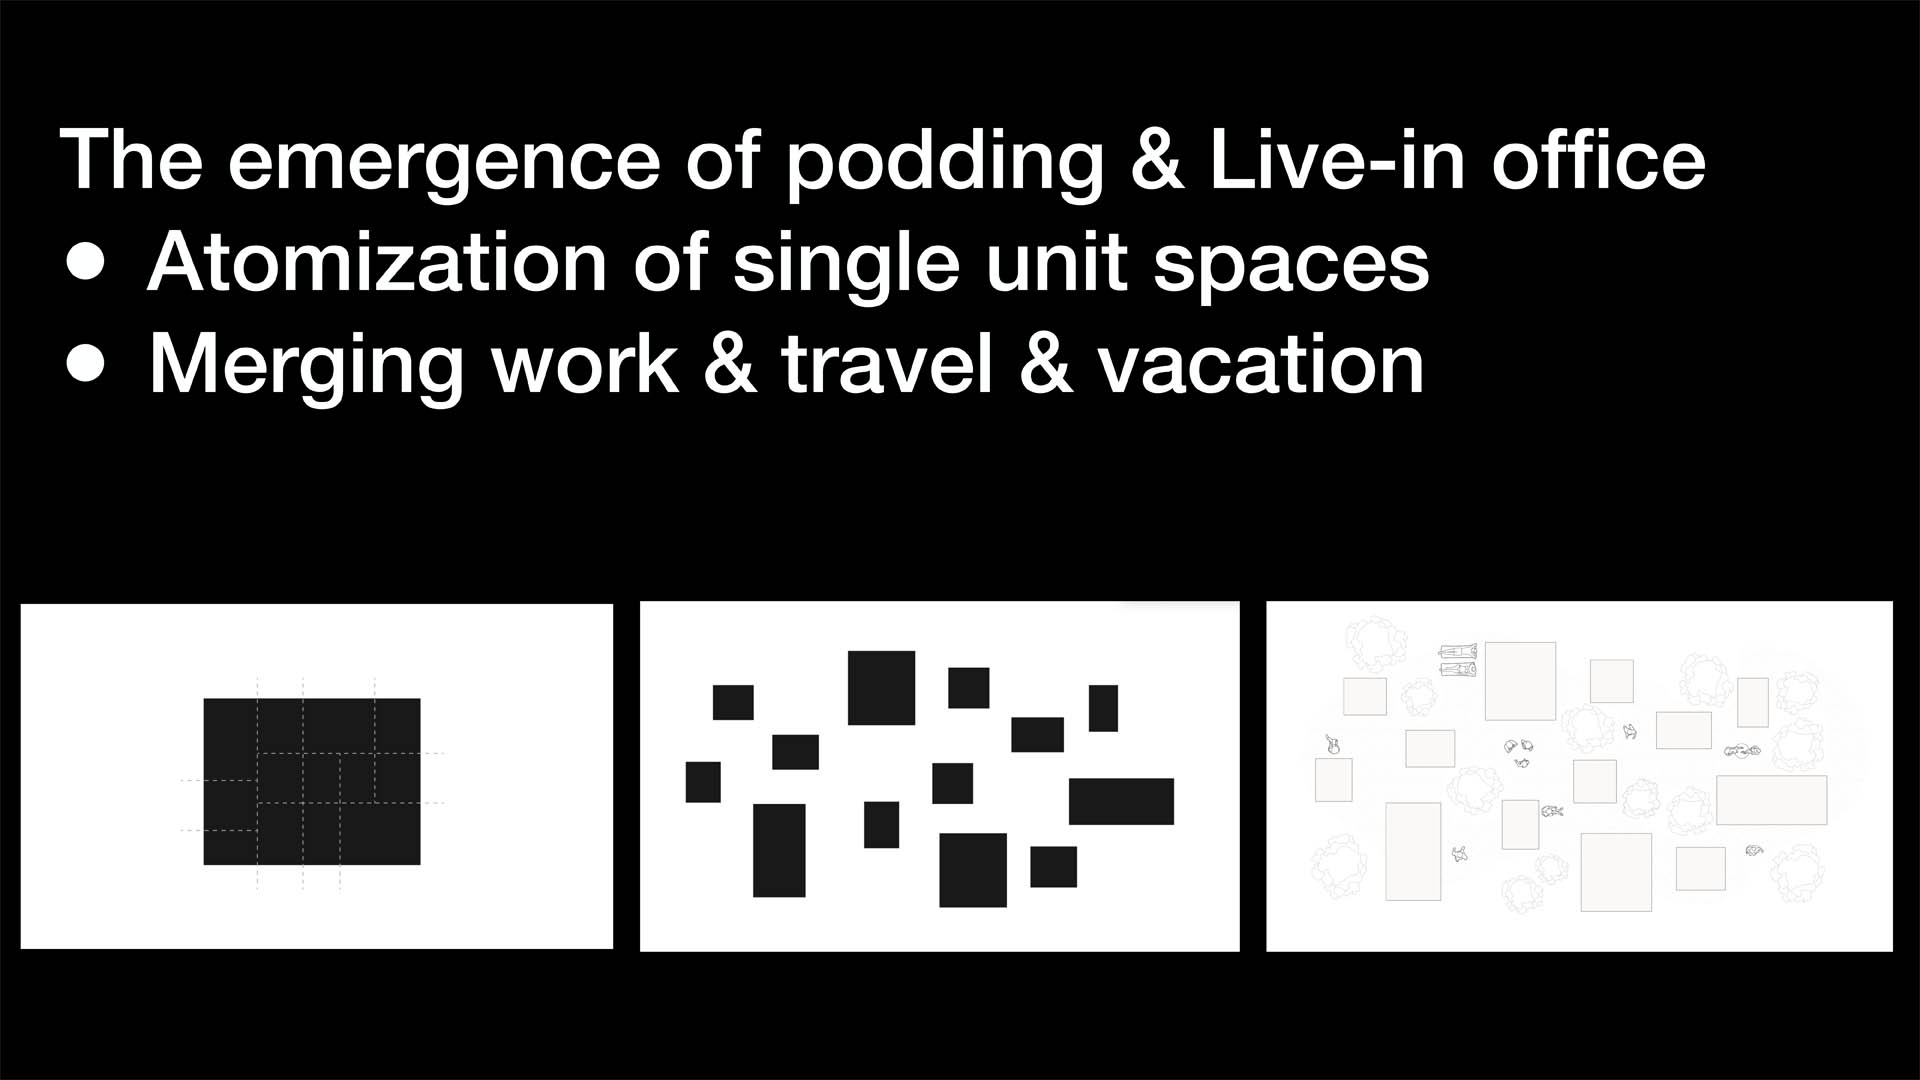 The emergence of podding & Live-in office
● Atomization of single unit spaces
● Merging work & travel & vacation